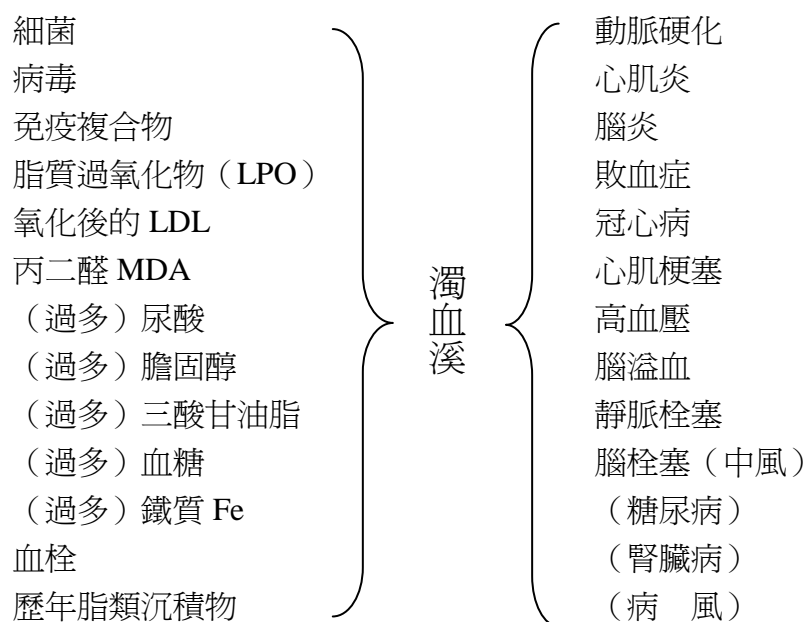 細菌
病毒
免疫複合物
脂質過氧化物（LPO）
氧化後的 LDL
丙二醛 MDA
（過多）尿酸
（過多）膽固醇
（過多）三酸甘油脂
（過多）血糖
（過多）鐵質 Fe
血栓
歷年脂類沉積物
濁血溪
動脈硬化
心肌炎
腦炎
敗血症
冠心病
心肌梗塞
高血壓
腦溢血
靜脈栓塞
腦栓塞（中風）
（糖尿病）
（腎臟病）
（病　風）